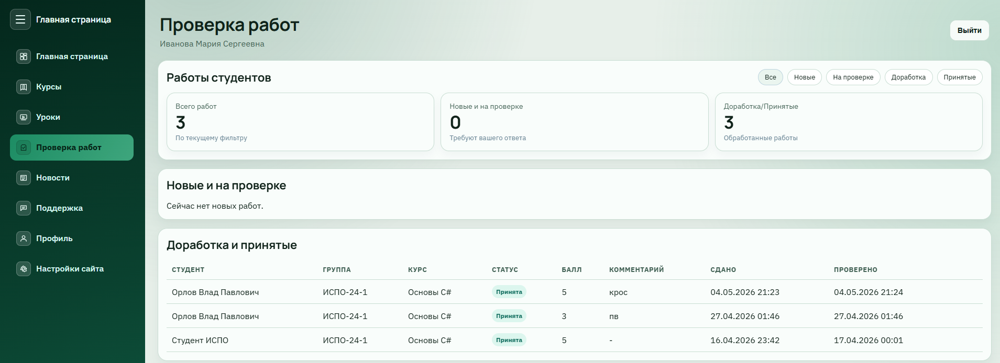 Главная страница
Главная страница
Курсы
Уроки
Проверка работ
Новости
Поддержка
Профиль
Настройки сайта
Проверка работ
Иванова Мария Сергеевна
Выйти
Работы студентов
Все Новые На проверке Доработка Принятые
Всего работ
3
По текущему фильтру
Новые и на проверке
0
Требуют вашего ответа
Доработка/Принятые
3
Обработанные работы
Новые и на проверке
Сейчас нет новых работ.
Доработка и принятые
СТУДЕНТ ГРУППА КУРС СТАТУС БАЛЛ КОММЕНТАРИЙ СДАНО ПРОВЕРЕНО
Орлов Влад Павлович ИСПО-24-1 Основы C# Принята 5 крос 04.05.2026 21:23 04.05.2026 21:24
Орлов Влад Павлович ИСПО-24-1 Основы C# Принята 3 пв 27.04.2026 01:46 27.04.2026 01:46
Студент ИСПО ИСПО-24-1 Основы C# Принята 5 - 16.04.2026 23:42 17.04.2026 00:01